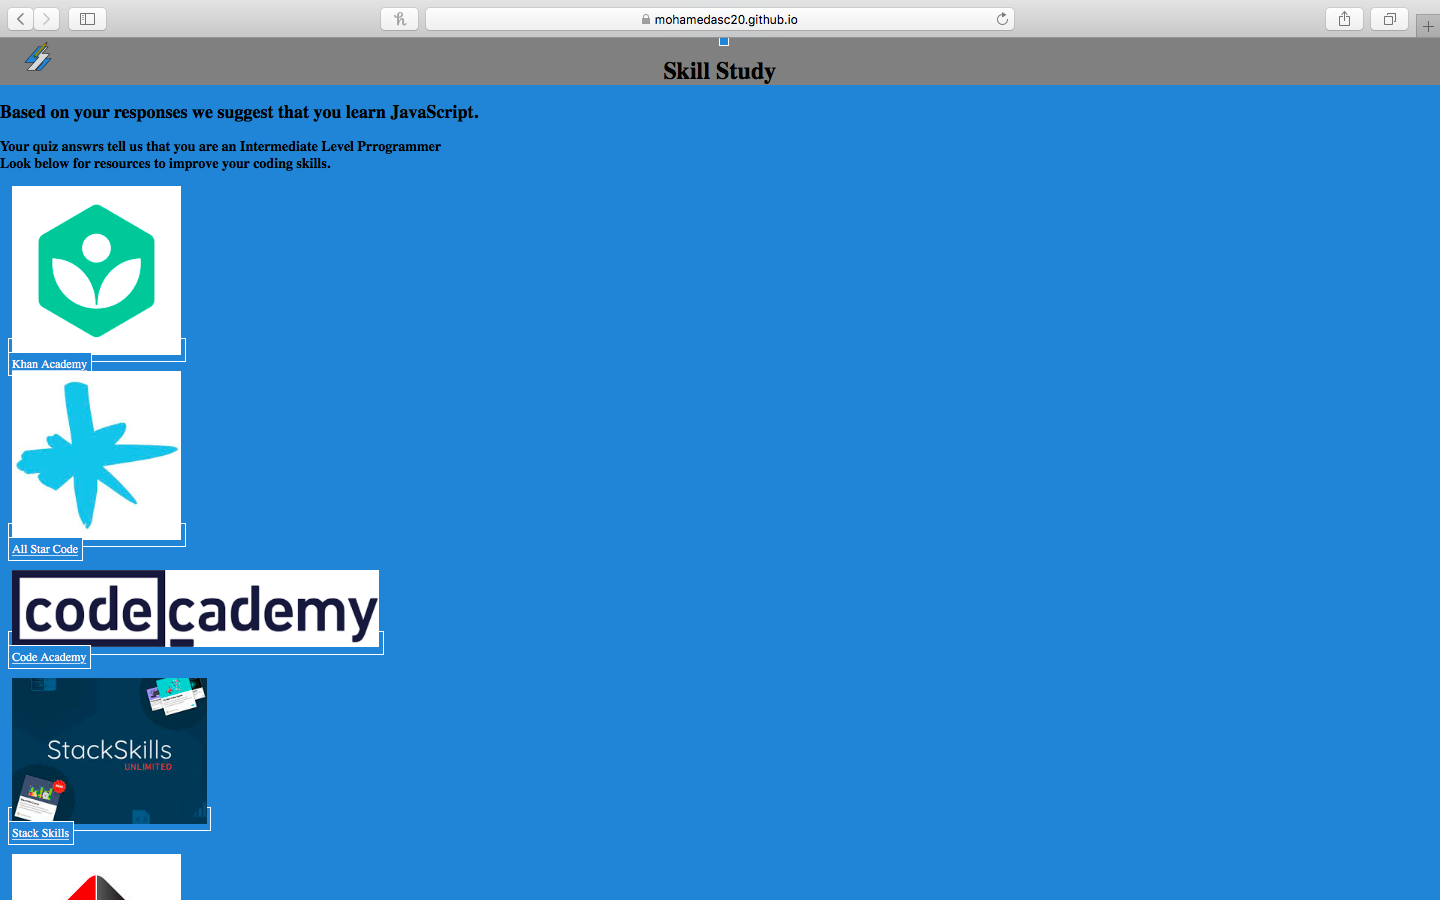 mohamedasc20.github.io
Skill Study
Based on your responses we suggest that you learn JavaScript.
Your quiz answrs tell us that you are an Intermediate Level Prrogrammer
Look below for resources to improve your coding skills.
Khan Academy
All Star Code
codecademy
Code Academy
StackSkills
UNLIMITED
Stack Skills